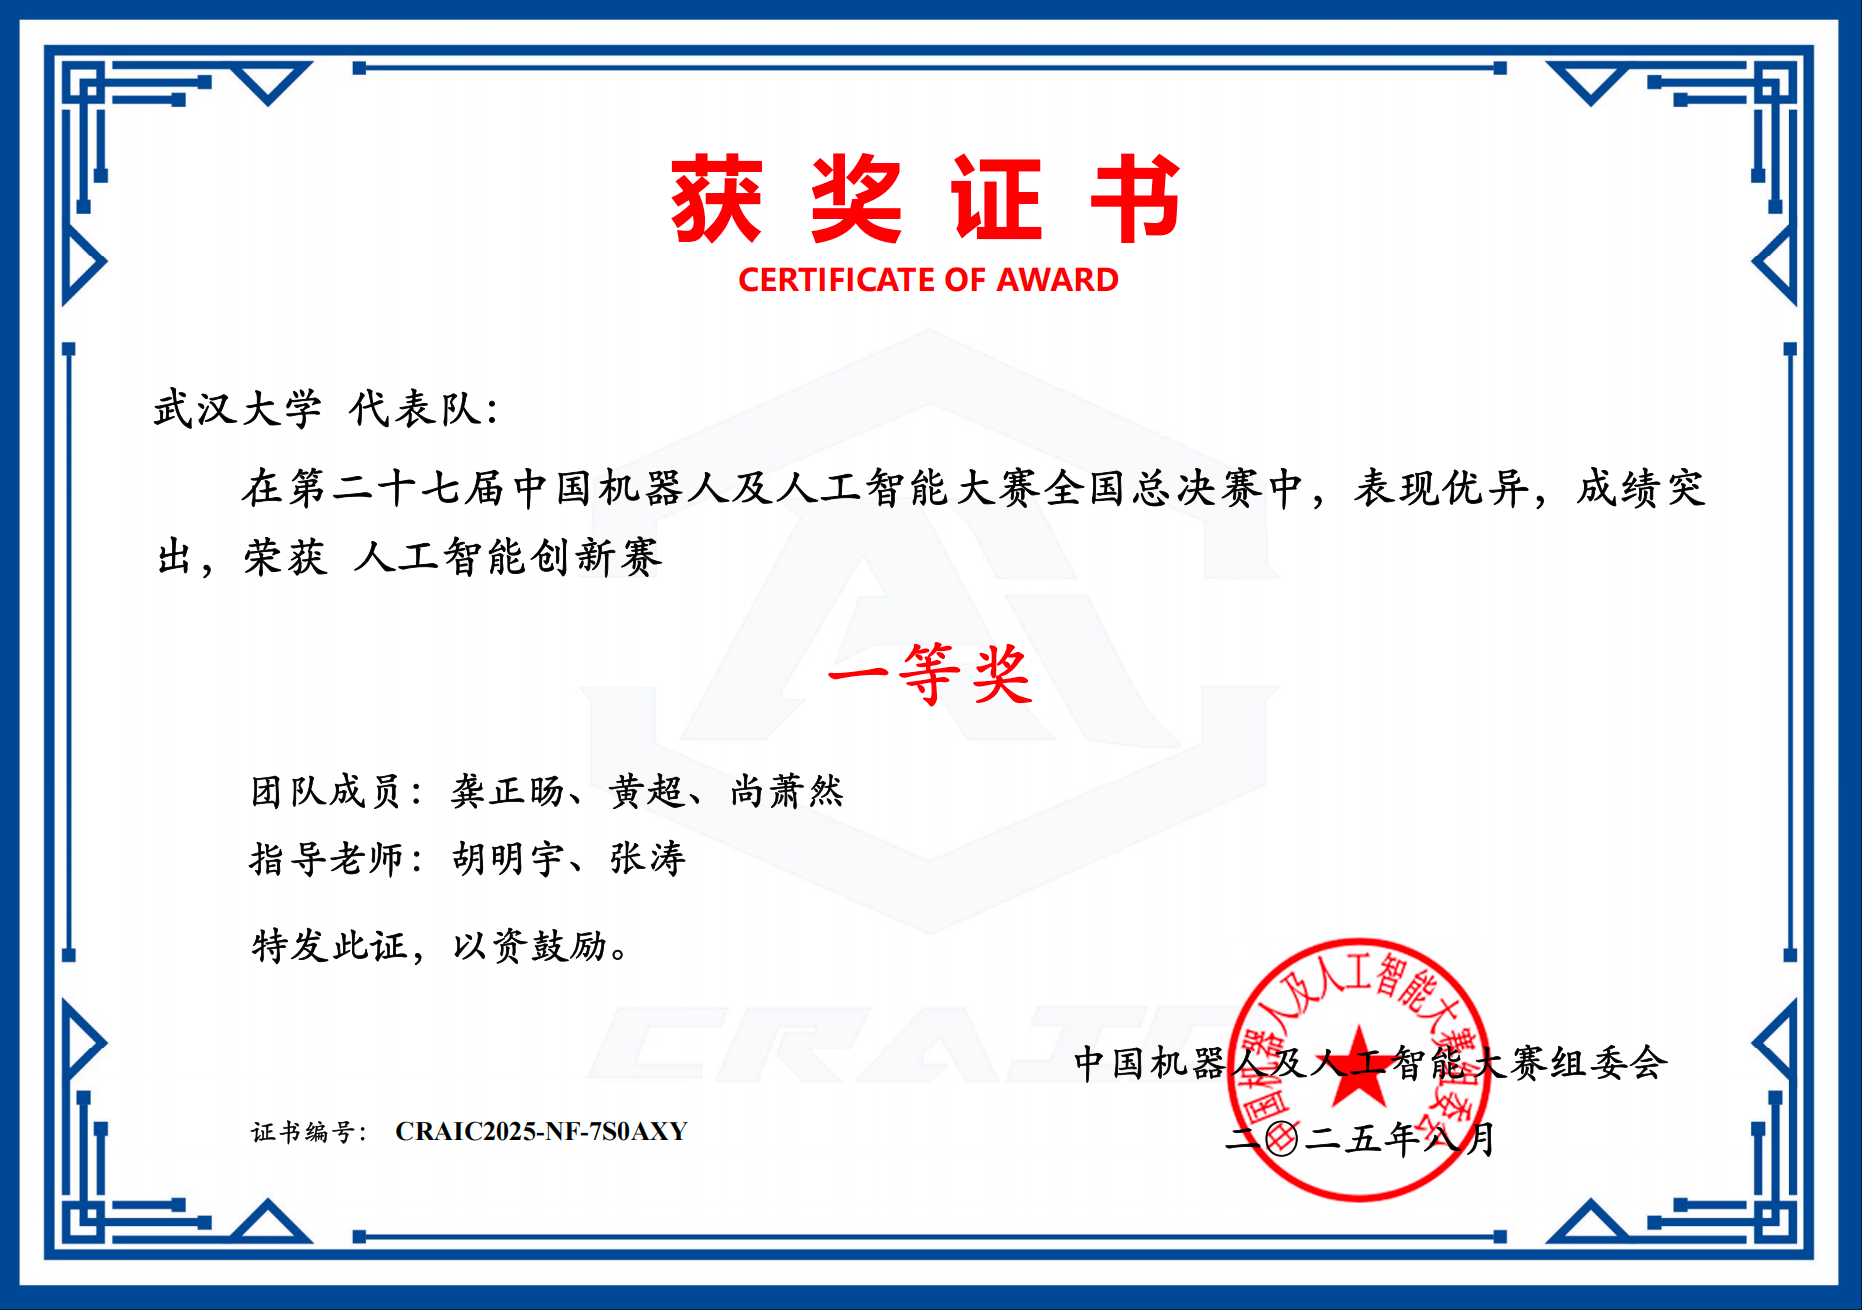 获奖证书
CERTIFICATE OF AWARD
武汉大学 代表队：
在第二十七届中国机器人及人工智能大赛全国总决赛中，表现优异，成绩突
出，荣获 人工智能创新赛
一等奖
团队成员：龚正旸、黄超、尚萧然
指导老师：胡明宇、张涛
特发此证，以资鼓励。
CRAIC
中国机器人及人工智能大赛组委会
中国机器人及人工智能大赛组委会
二〇二五年八月
证书编号：CRAIC2025-NF-7S0AXY